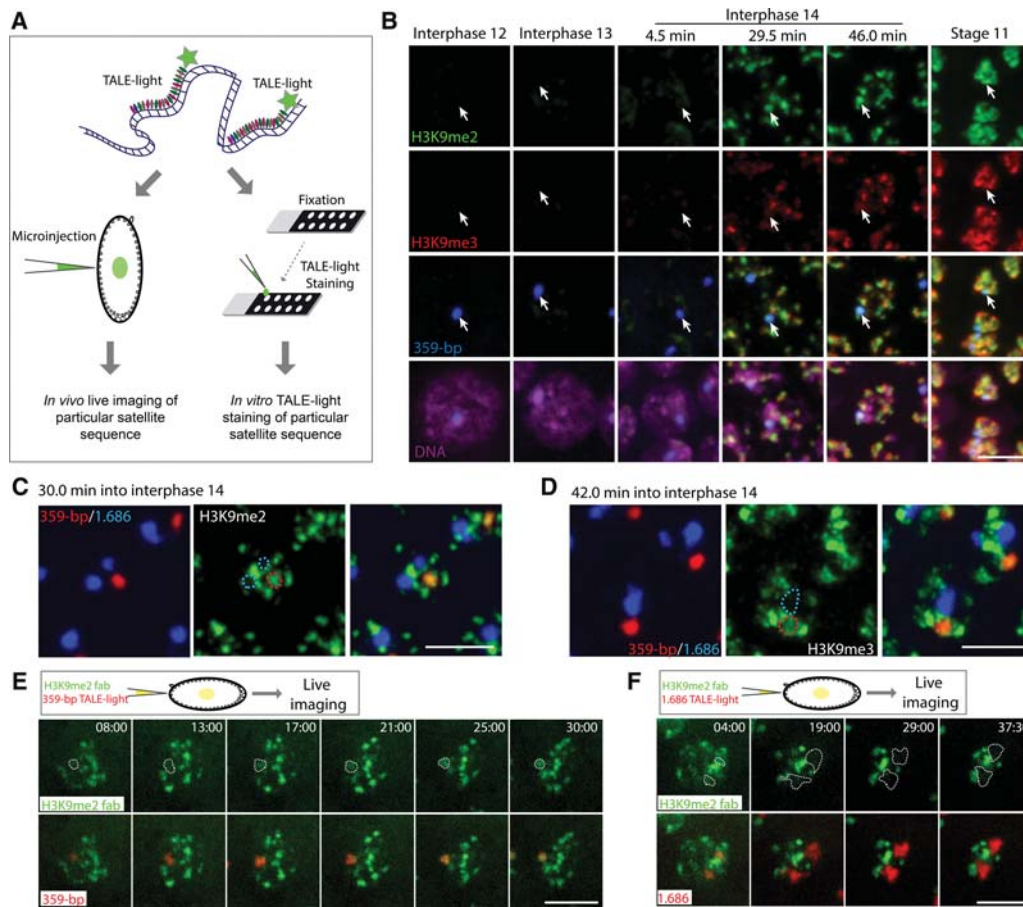 A
TALE-light
TALE-light
Microinjection
Fixation
TALE-light
Staining
In vivo live imaging of
particular satellite
sequence
In vitro TALE-light
staining of particular
satellite sequence
B
Interphase 14
Interphase 12
Interphase 13
4.5 min
29.5 min
46.0 min
Stage 11
H3K9me2
H3K9me3
359-bp
DNA
C
30.0 min into interphase 14
359-bp/1.686
H3K9me2
D
42.0 min into interphase 14
359-bp/1.686
H3K9me3
E
H3K9me2 fab
359-bp TALE-light
Live
imaging
08:00
13:00
17:00
21:00
25:00
30:00
H3K9me2 fab
359-bp
F
H3K9me2 fab
1.686 TALE-light
Live
imaging
04:00
19:00
29:00
H3K9me2 fab
1.686